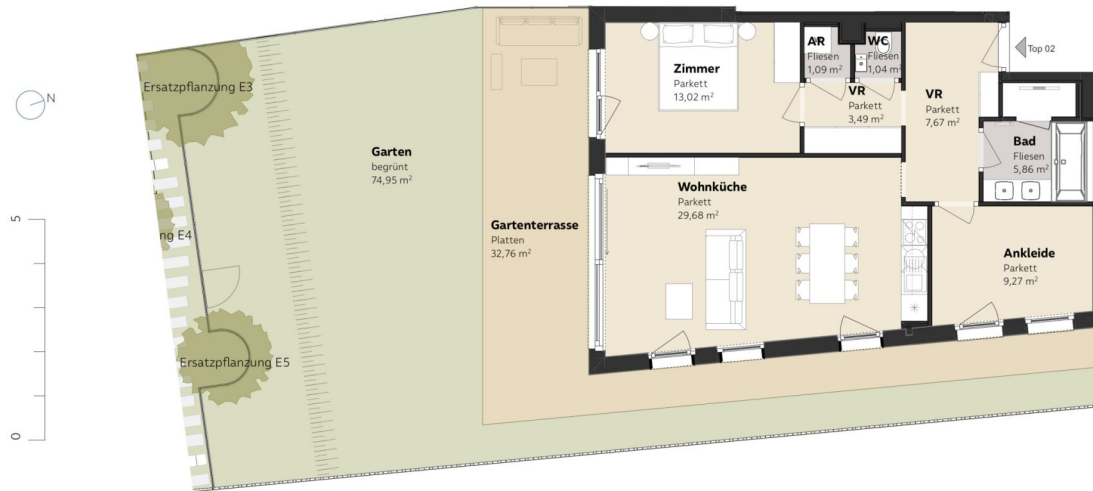 Ersatzpflanzung E3
N
Garten
begrünt
74,95 m²
ng E4
Ersatzpflanzung E5
5
0
Gartenterrasse
Platten
32,76 m²
Zimmer
Parkett
13,02 m²
AR
Fliesen
1,09 m²
WC
Fliesen
1,04 m²
VR
Parkett
3,49 m²
VR
Parkett
7,67 m²
Top 02
Bad
Fliesen
5,86 m²
Wohnküche
Parkett
29,68 m²
Ankleide
Parkett
9,27 m²